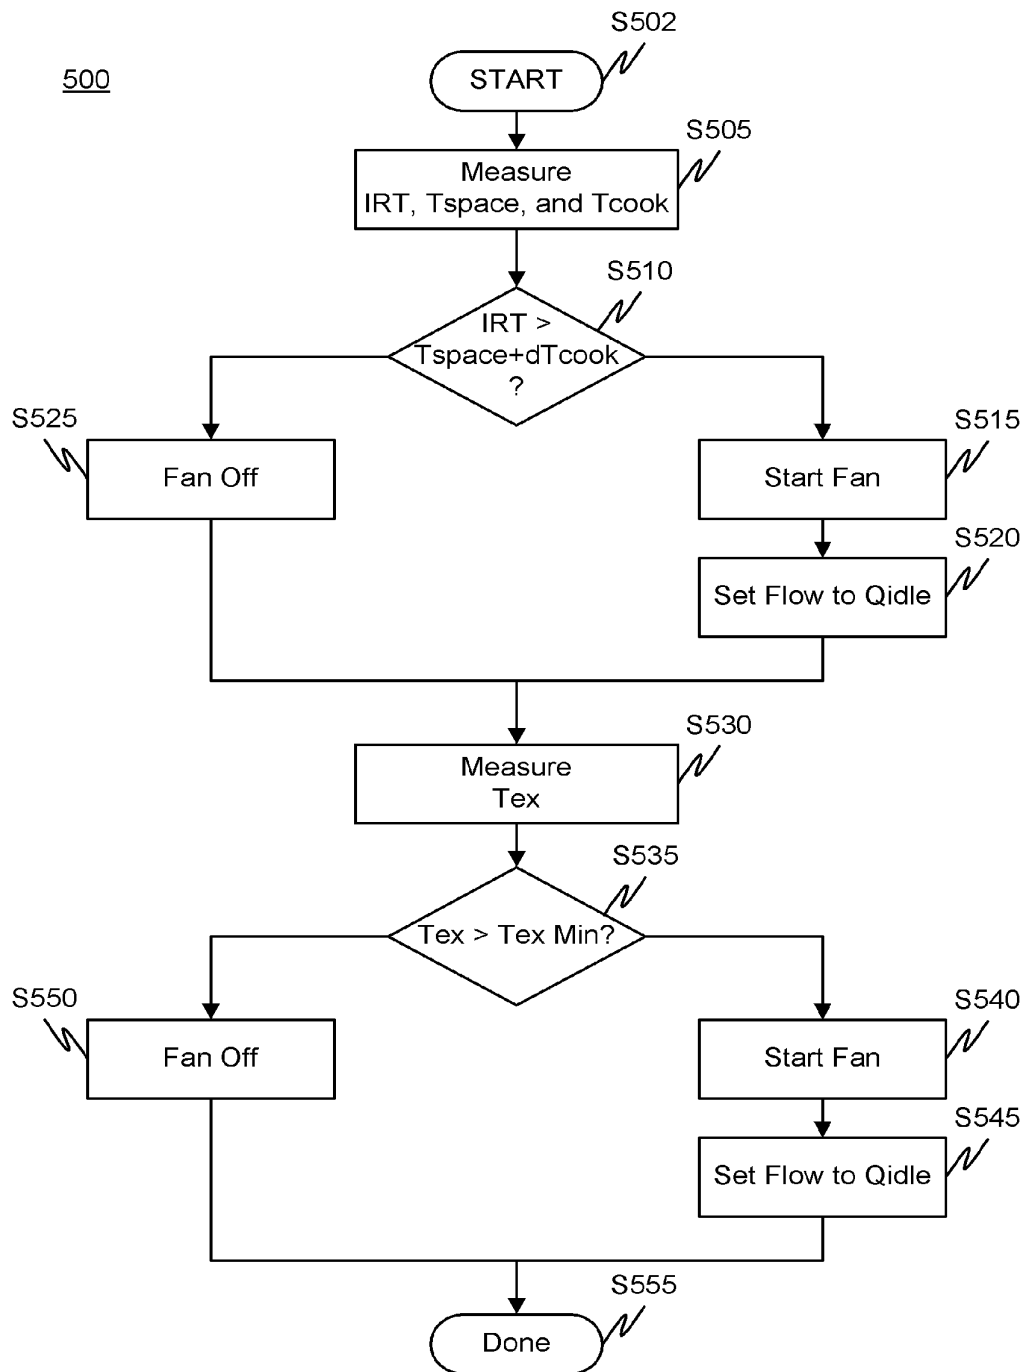 S502
500
START
S505
Measure
IRT, Tspace, and Tcook
S510
IRT >
Tspace+dTcook
?
S525
S515
Fan Off
Start Fan
S520
Set Flow to Qidle
S530
Measure
Tex
S535
Tex > Tex Min?
S550
S540
Fan Off
Start Fan
S545
Set Flow to Qidle
S555
Done